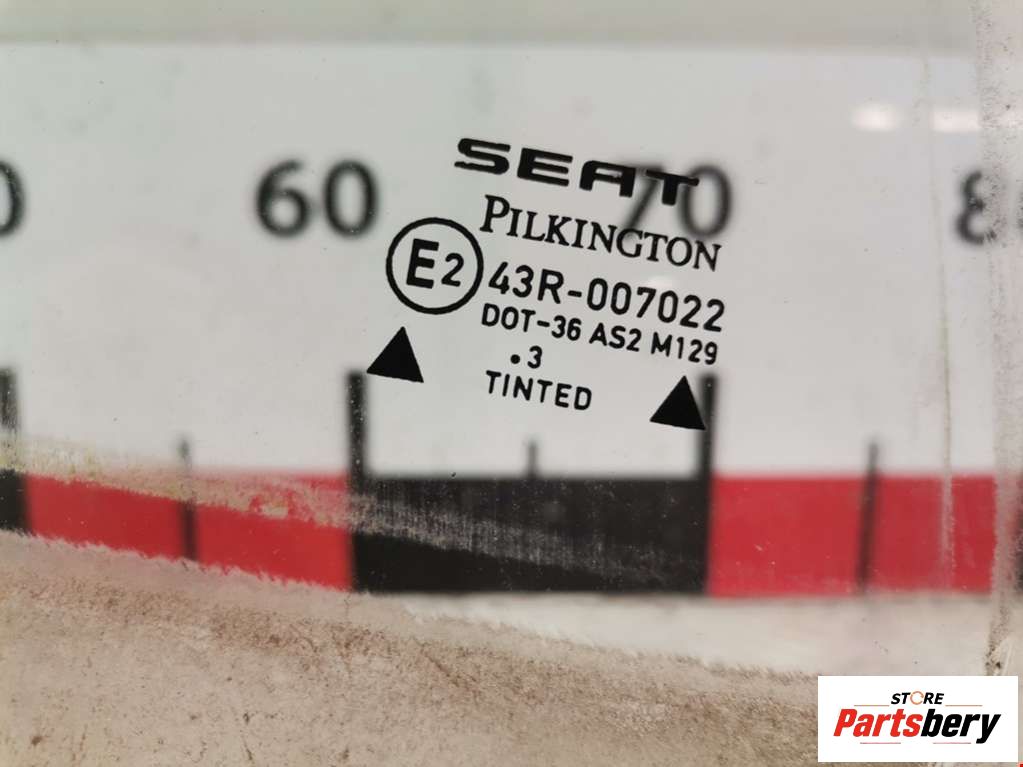 60 70
SEAT
PILKINGTON
E2 43R-007022
DOT-36 AS2 M129
.3
TINTED
STORE
Partsbery